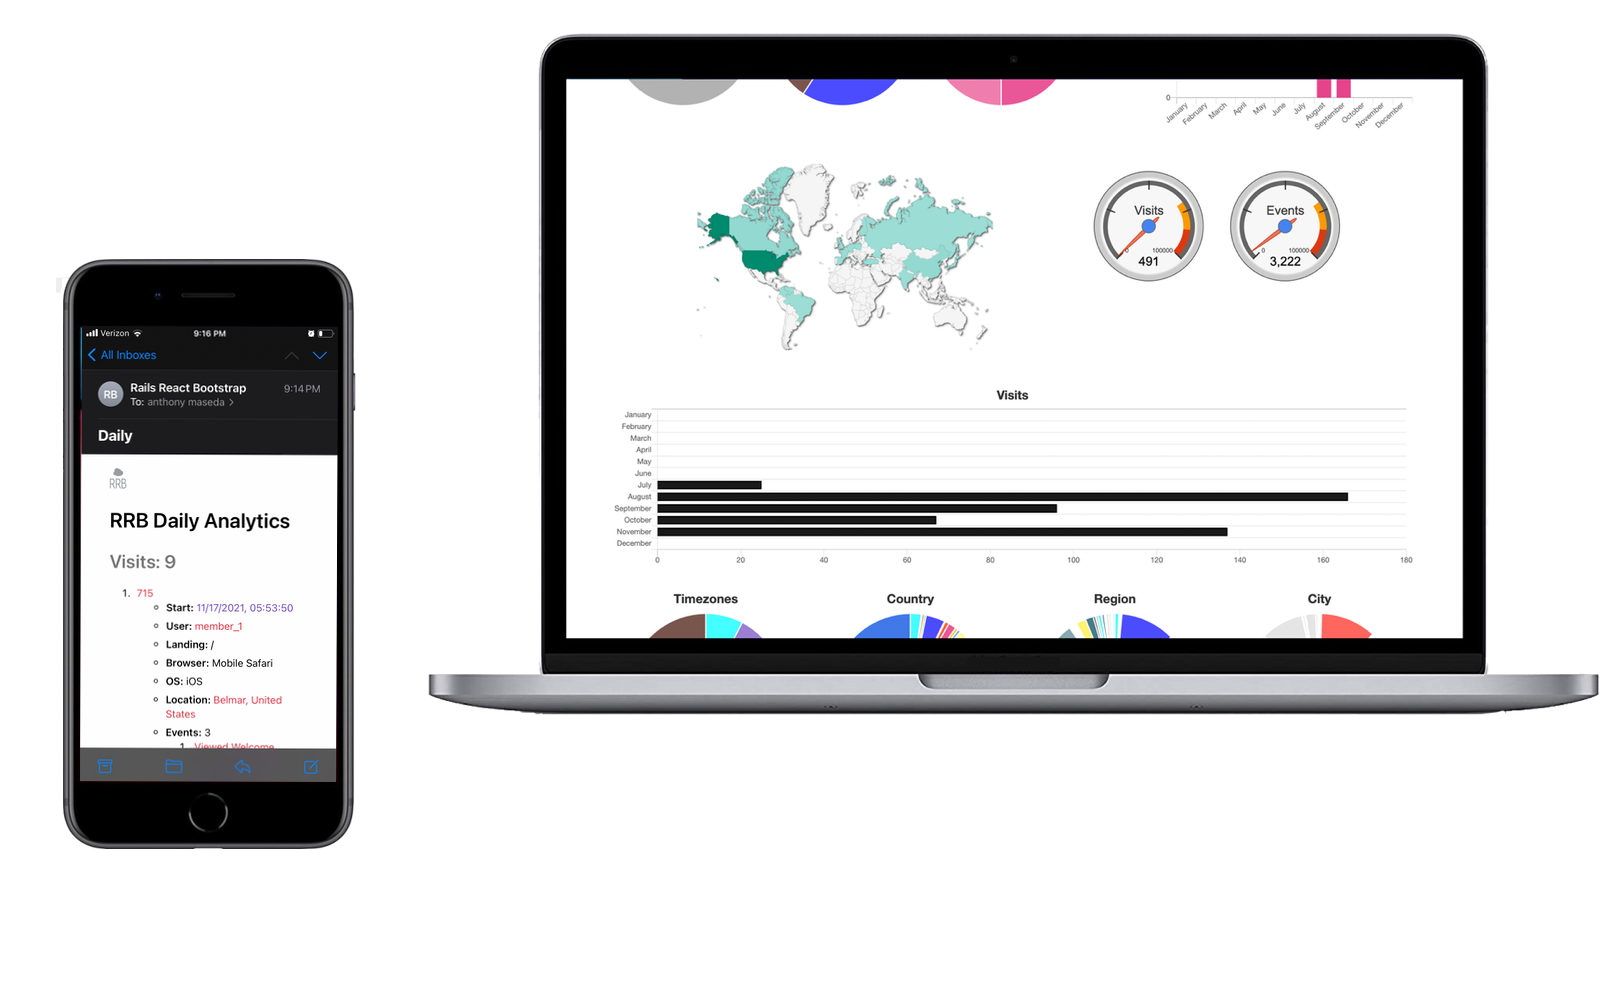 Verizon
9:16 PM
All Inboxes
RB
Rails React Bootstrap
9:14 PM
To: anthony maseda >
Daily
RRB
RRB Daily Analytics
Visits: 9
1. 715
Start: 11/17/2021, 05:53:50
User: member_1
Landing: /
Browser: Mobile Safari
OS: iOS
Location: Belmar, United
States
Events: 3
1. Viewed Welcome
0
January
February
March
April
May
June
July
August
September
October
November
December
Visits
0
100000
491
Events
0
100000
3,222
Visits
January
February
March
April
May
June
July
August
September
October
November
December
0 20 40 60 80 100 120 140 160 180
Timezones
Country
Region
City